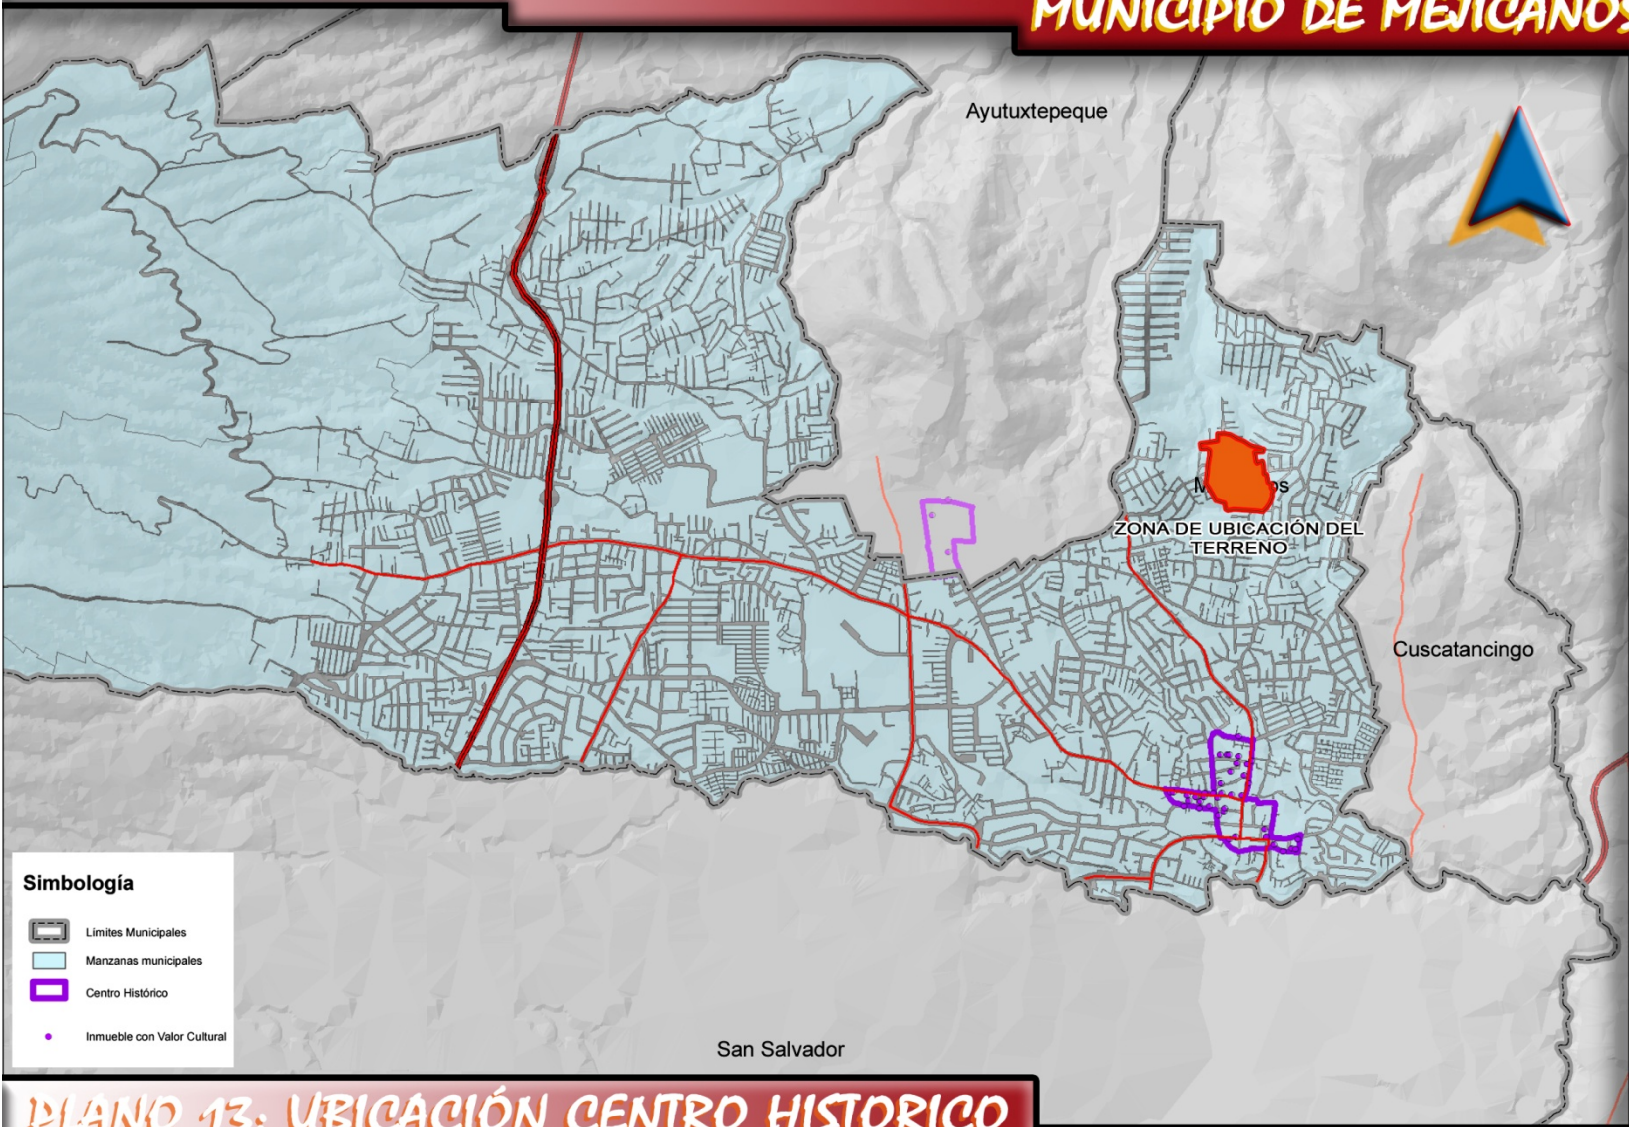 MUNICIPIO DE MEJICANOS
Ayutuxtepeque
ZONA DE UBICACIÓN DEL
TERRENO
Cuscatancingo
Simbología
Limites Municipales
Manzanas municipales
Centro Histórico
Inmueble con Valor Cultural
San Salvador
PLANO 13: UBICACIÓN CENTRO HISTORICO